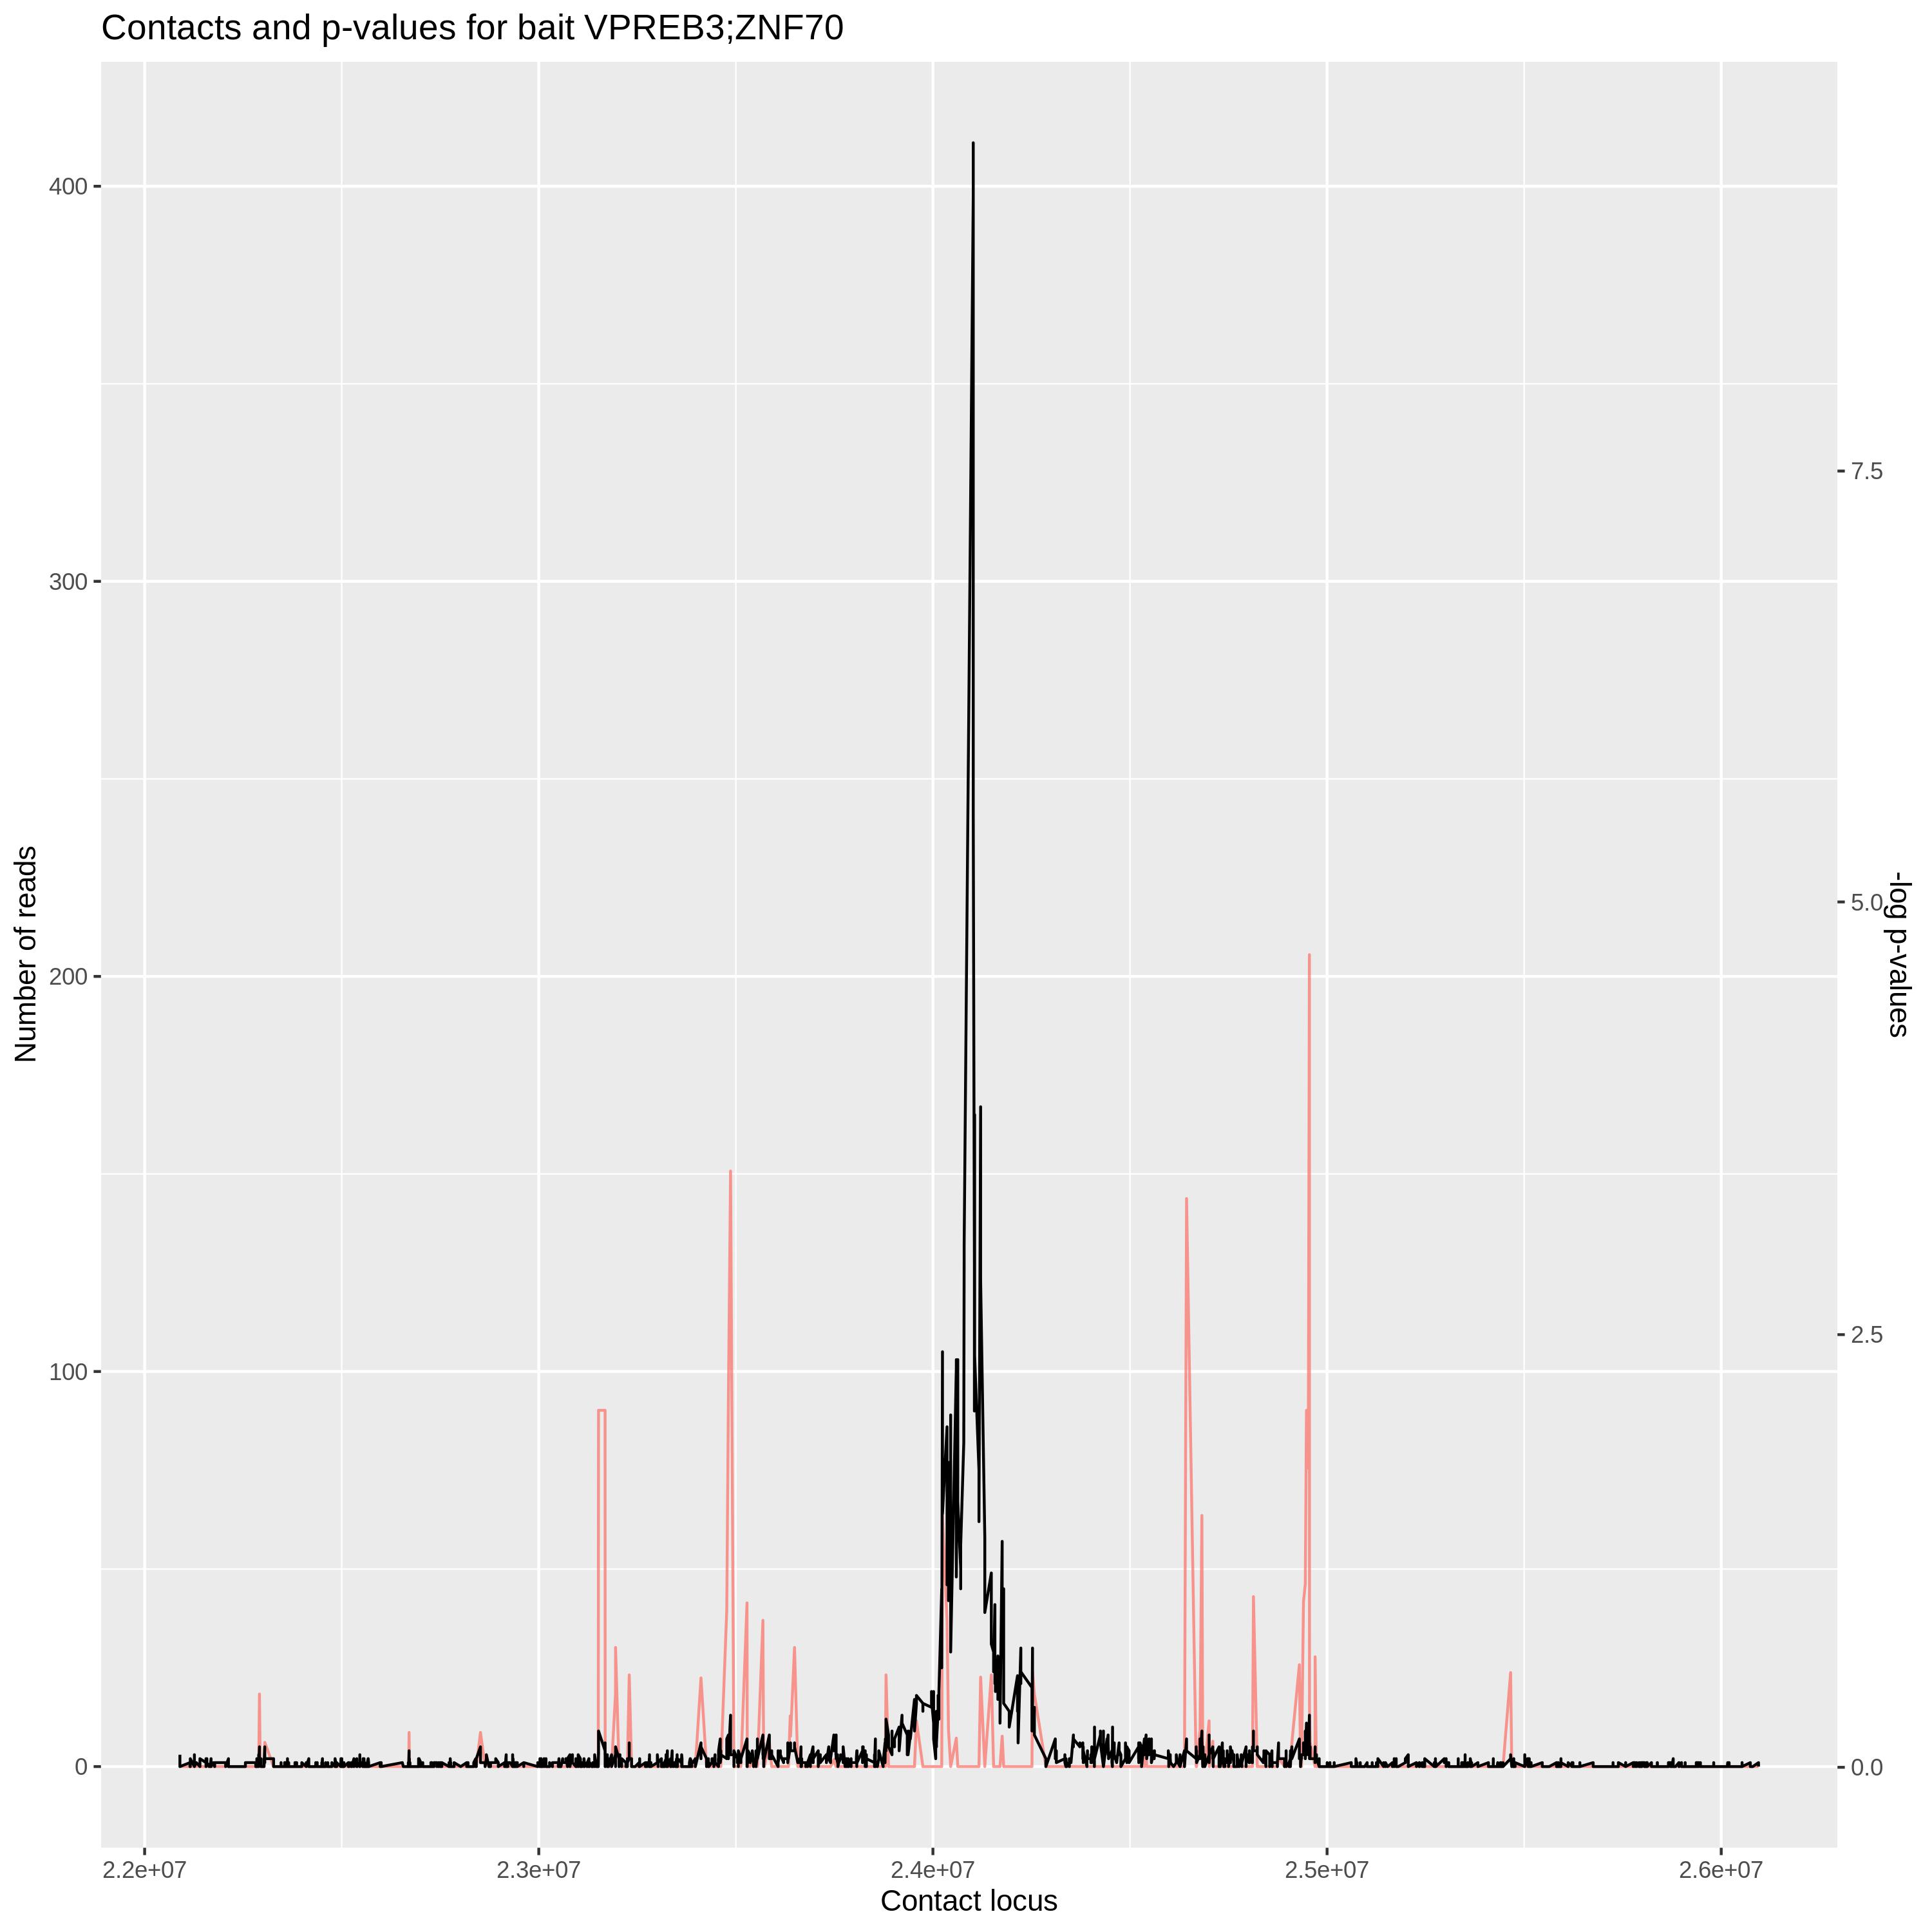 Contacts and p-values for bait VPREB3;ZNF70
400
300
200
100
0
Number of reads
7.5
5.0
2.5
0.0
-log p-values
2.2e+07
2.3e+07
2.4e+07
2.5e+07
2.6e+07
Contact locus